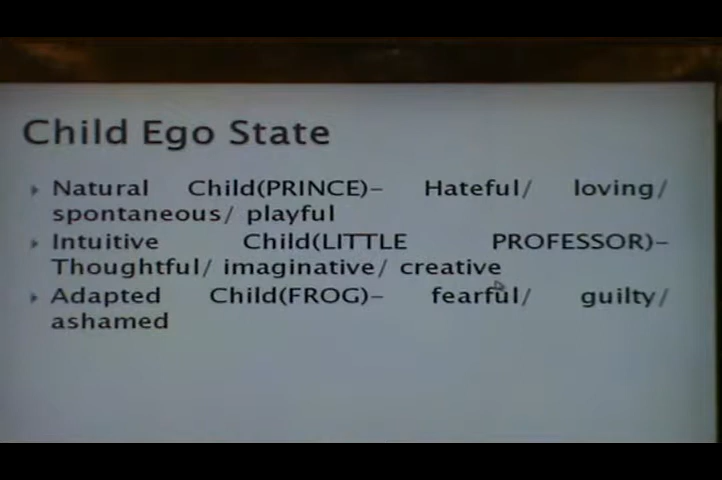 Child Ego State
Natural Child(PRINCE)– Hateful/ loving/
spontaneous/ playful
Intuitive Child(LITTLE PROFESSOR)–
Thoughtful/ imaginative/ creative
Adapted Child(FROG)– fearful/ guilty/
ashamed